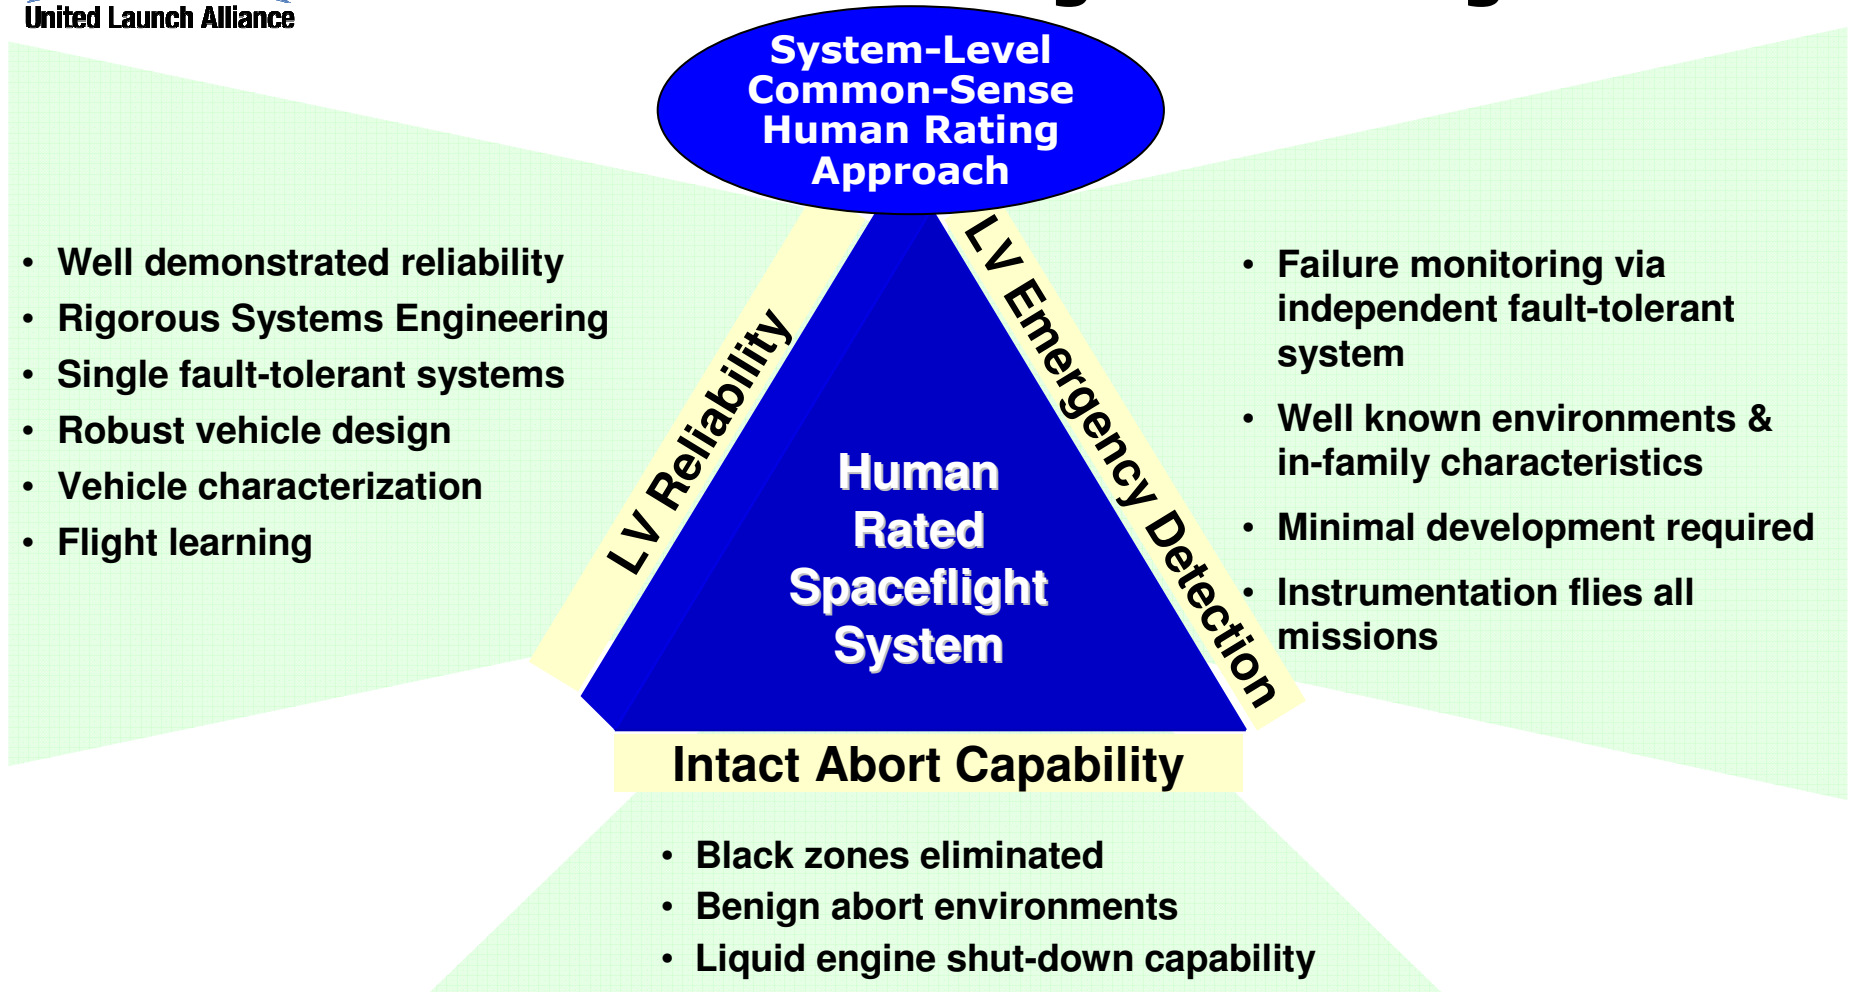 United Launch Alliance
System-Level
Common-Sense
Human Rating
Approach
• Well demonstrated reliability
• Rigorous Systems Engineering
• Single fault-tolerant systems
• Robust vehicle design
• Vehicle characterization
• Flight learning
LV Reliability
Human
Rated
Spaceflight
System
LV Emergency Detection
• Failure monitoring via
independent fault-tolerant
system
• Well known environments &
in-family characteristics
• Minimal development required
• Instrumentation flies all
missions
Intact Abort Capability
• Black zones eliminated
• Benign abort environments
• Liquid engine shut-down capability